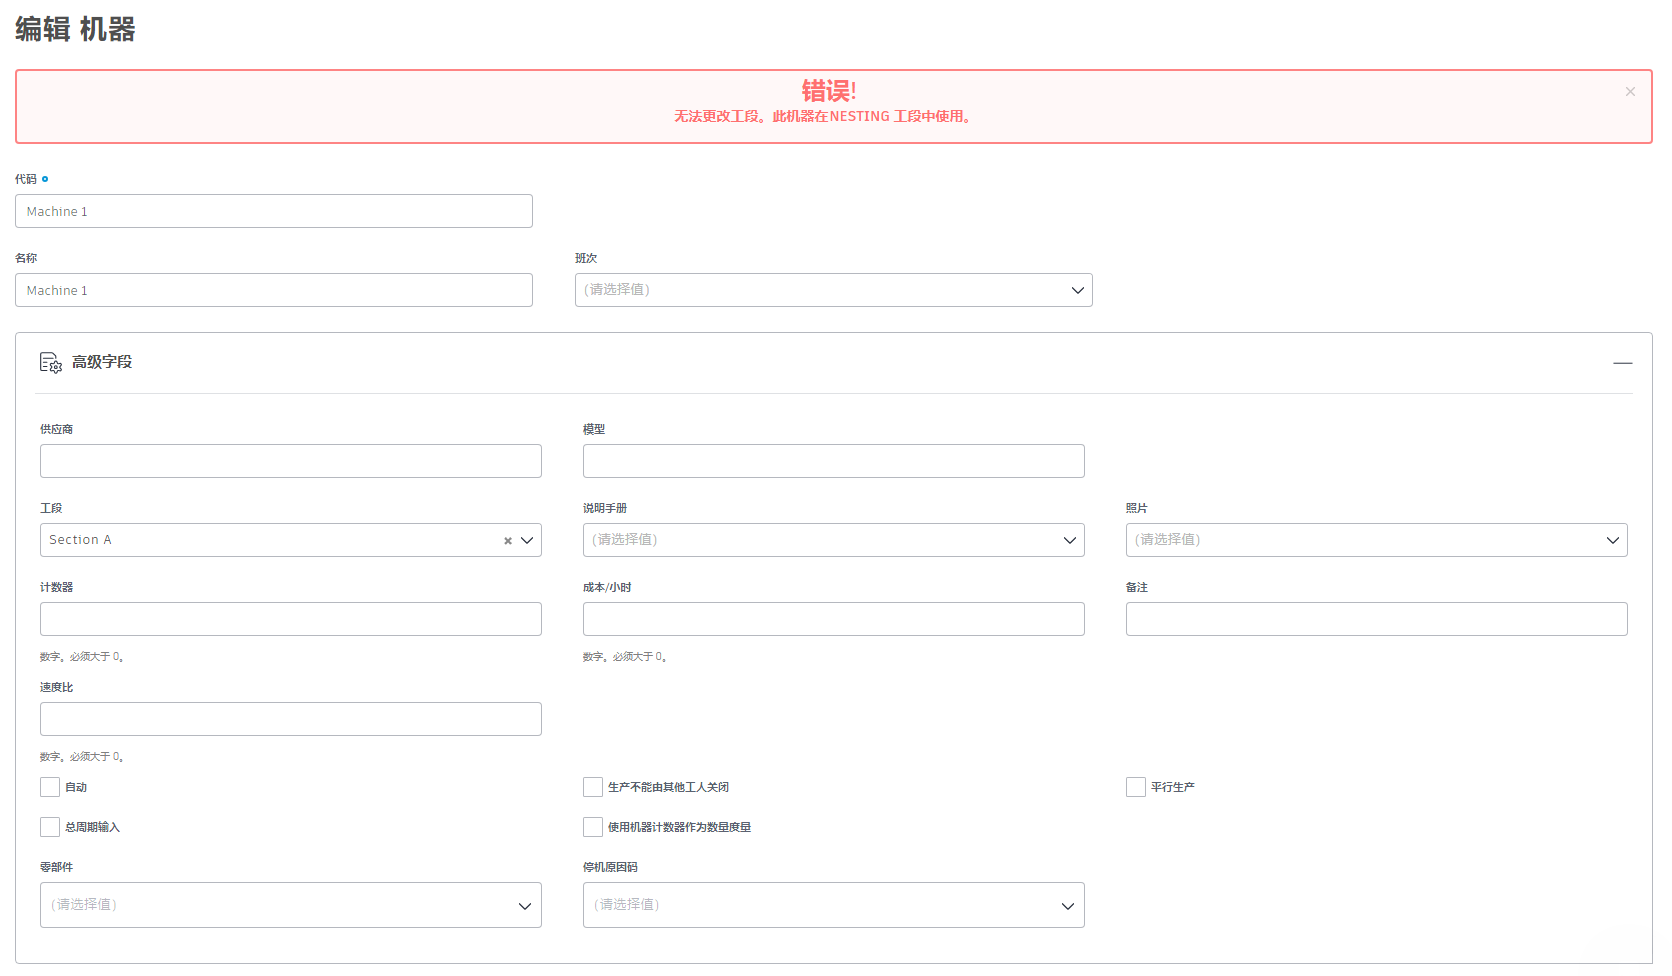 编辑 机器
错误!
无法更改工段。此机器在NESTING 工段中使用。
代码
Machine 1
名称
班次
Machine 1
(请选择值)
高级字段
供应商
模型
工段
说明手册
照片
Section A
(请选择值)
(请选择值)
计数器
成本/小时
备注
数字。必须大于 0。
数字。必须大于 0。
速度比
数字。必须大于 0。
自动
生产不能由其他工人关闭
平行生产
总周期输入
使用机器计数器作为数量度量
零部件
停机原因码
(请选择值)
(请选择值)